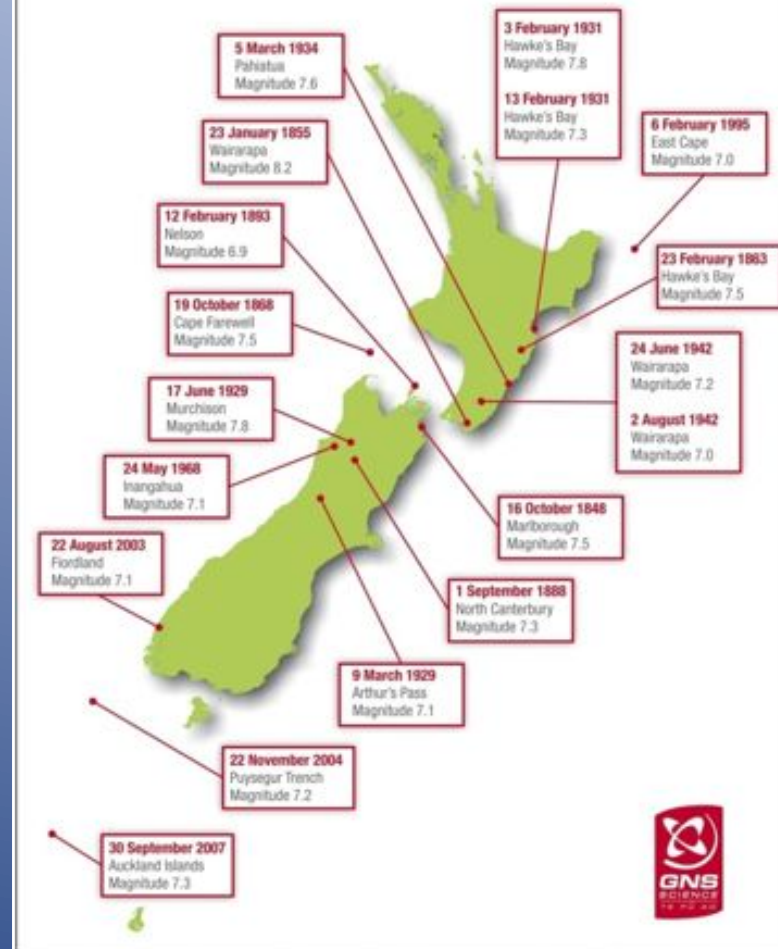 5 March 1934
Pahiatua
Magnitude 7.6
3 February 1931
Hawke's Bay
Magnitude 7.8
13 February 1931
Hawke's Bay
Magnitude 7.3
23 January 1855
Wairarapa
Magnitude 8.2
6 February 1995
East Cape
Magnitude 7.0
12 February 1893
Nelson
Magnitude 6.9
23 February 1863
Hawke's Bay
Magnitude 7.5
19 October 1868
Cape Farewell
Magnitude 7.5
24 June 1942
Wairarapa
Magnitude 7.2
2 August 1942
Wairarapa
Magnitude 7.0
17 June 1929
Murchison
Magnitude 7.8
24 May 1968
Inangahua
Magnitude 7.1
16 October 1848
Marlborough
Magnitude 7.5
22 August 2003
Fiordland
Magnitude 7.1
1 September 1888
North Canterbury
Magnitude 7.3
9 March 1929
Arthur's Pass
Magnitude 7.1
22 November 2004
Puysegur Trench
Magnitude 7.2
30 September 2007
Auckland Islands
Magnitude 7.3
GNS
SCIENCE
TE PŪ AO